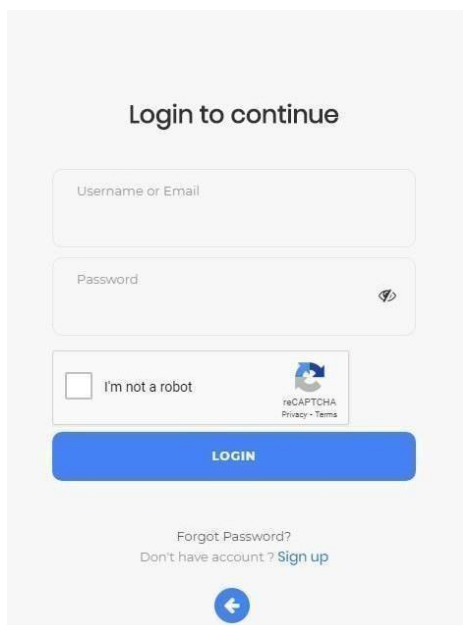 Login to continue
Username or Email
Password
I'm not a robot
reCAPTCHA
Privacy - Terms
LOGIN
Forgot Password?
Don't have account ? Sign up